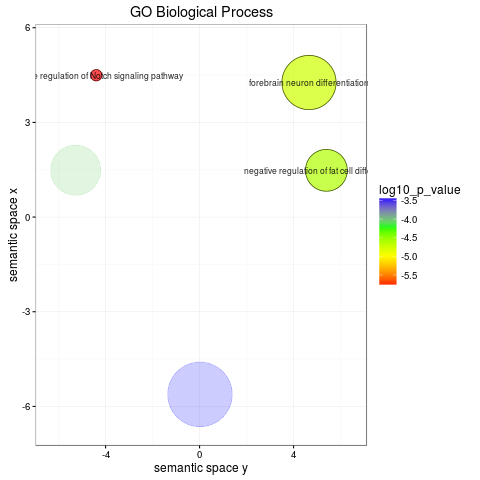 GO Biological Process
6
3
0
-3
-6
semantic space x
e regulation of Notch signaling pathway
forebrain neuron differentiation
negative regulation of fat cell diff
-4
0
4
semantic space y
log10_p_value
-3.5
-4.0
-4.5
-5.0
-5.5